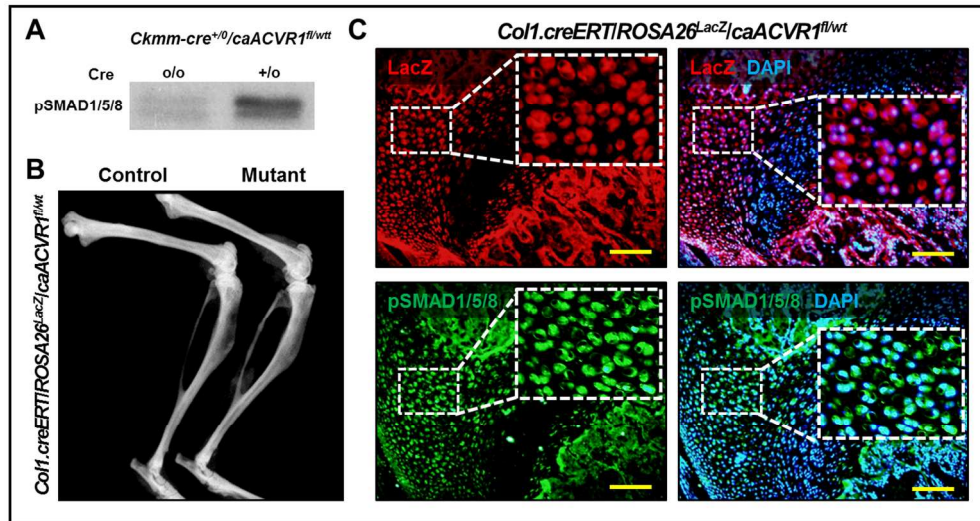 A
Ckmm-cre+/0/caACVR1fl/wtt
Cre o/o +/o
pSMAD1/5/8
B
Control Mutant
Col1.creERT/ROSA26LacZ/caACVR1fl/wt
C
Col1.creERT/ROSA26LacZ/caACVR1fl/wt
LacZ
LacZ DAPI
pSMAD1/5/8
pSMAD1/5/8 DAPI